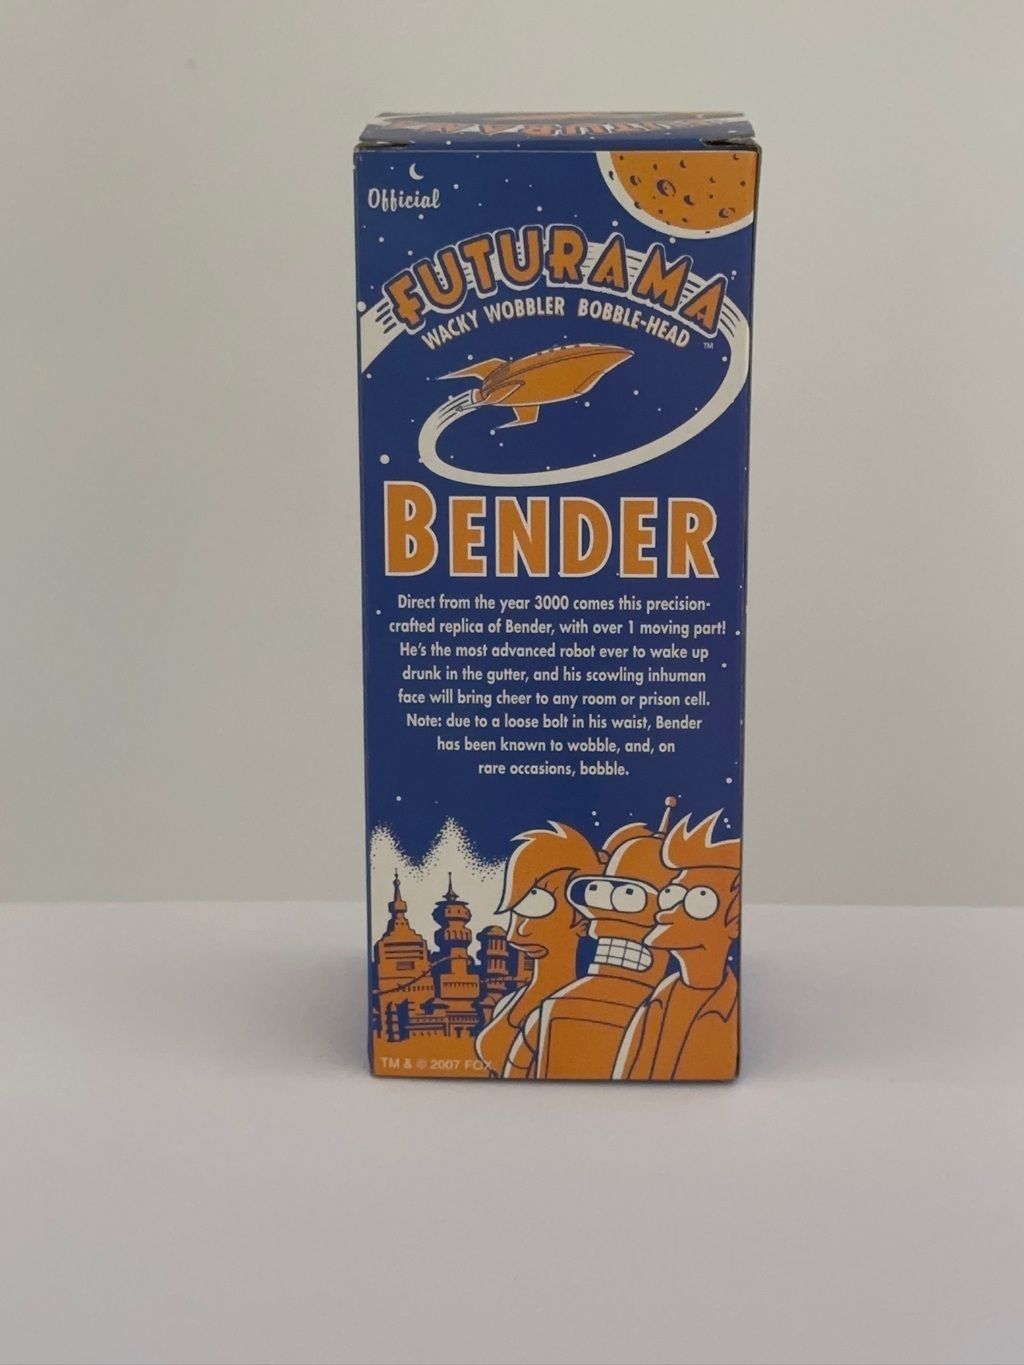 FUTURAMA
Official
FUTURAMA
WACKY WOBBLER BOBBLE-HEAD
TM
BENDER
Direct from the year 3000 comes this precision-
crafted replica of Bender, with over 1 moving part!
He's the most advanced robot ever to wake up
drunk in the gutter, and his scowling inhuman
face will bring cheer to any room or prison cell.
Note: due to a loose bolt in his waist, Bender
has been known to wobble, and, on
rare occasions, bobble.
TM & © 2007 FOX